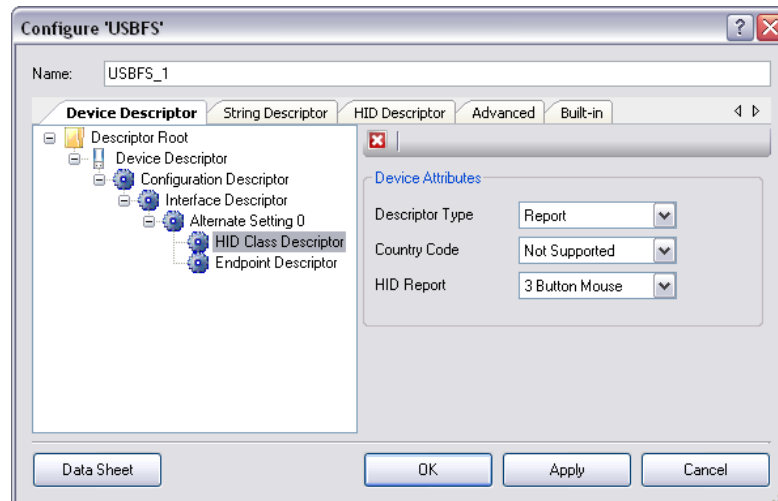 Configure 'USBFS'
Name: USBFS_1
Device Descriptor String Descriptor HID Descriptor Advanced Built-in
Descriptor Root
Device Descriptor
Configuration Descriptor
Interface Descriptor
Alternate Setting 0
HID Class Descriptor
Endpoint Descriptor
Device Attributes
Descriptor Type Report
Country Code Not Supported
HID Report 3 Button Mouse
Data Sheet OK Apply Cancel